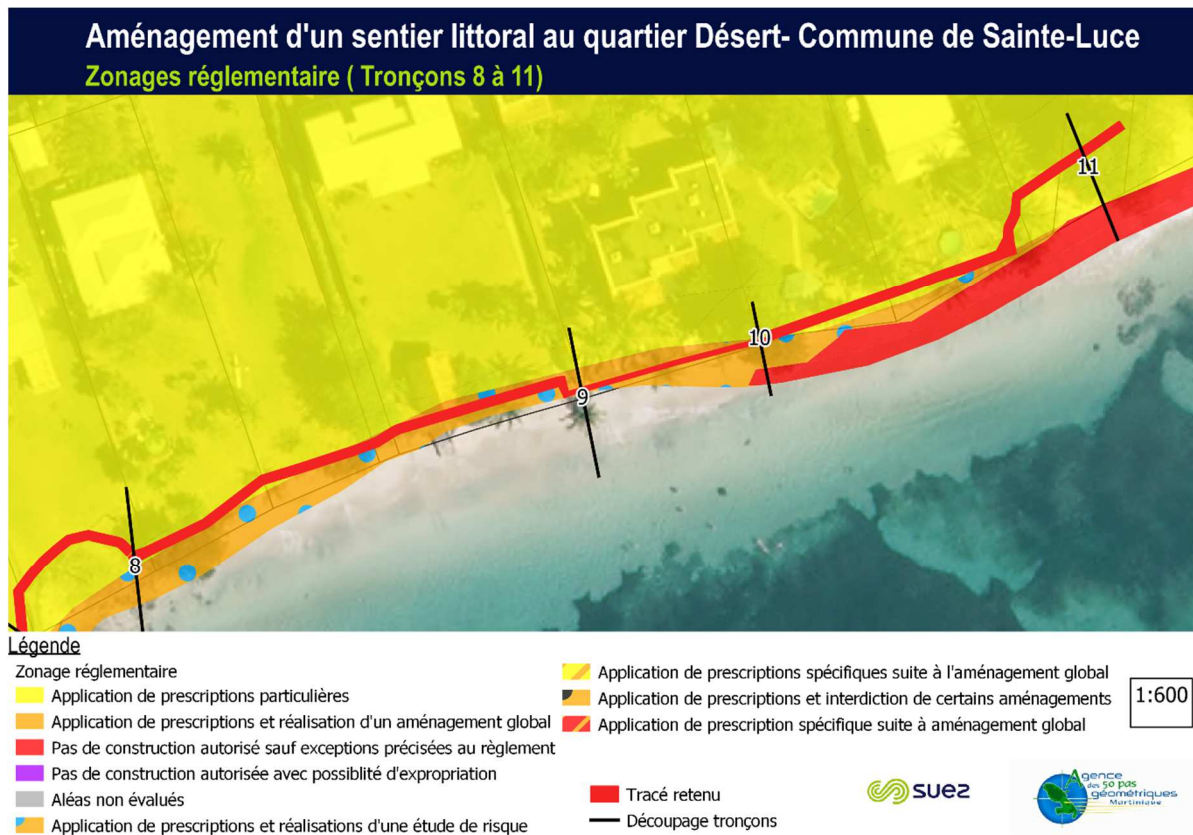 Aménagement d'un sentier littoral au quartier Désert- Commune de Sainte-Luce
Zonages réglementaire ( Tronçons 8 à 11)
11
10
9
8
Légende
Zonage réglementaire
Application de prescriptions particulières
Application de prescriptions et réalisation d'un aménagement global
Pas de construction autorisé sauf exceptions précisées au règlement
Pas de construction autorisée avec possiblité d'expropriation
Aléas non évalués
Application de prescriptions et réalisations d'une étude de risque
Application de prescriptions spécifiques suite à l'aménagement global
Application de prescriptions et interdiction de certains aménagements
Application de prescription spécifique suite à aménagement global
Tracé retenu
Découpage tronçons
1:600
suez
Agence
des 50 pas
géométriques
Martinique